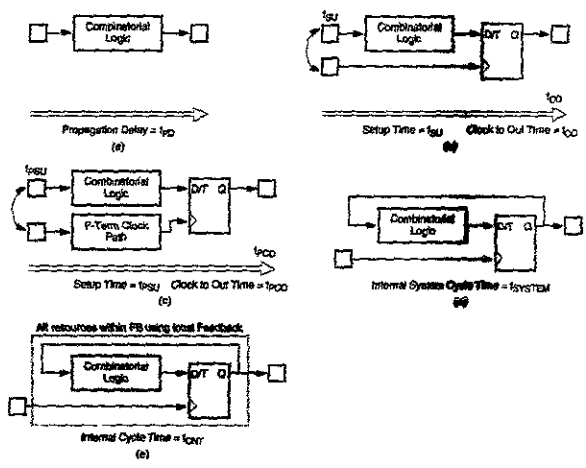 Combinatorial
Logic
Propagation Delay = tPD
(a)
tSU
Combinatorial
Logic
D/T Q
tCO
Setup Time = tSU Clock to Out Time = tCO
(b)
tPSU
Combinatorial
Logic
P-Term Clock
Path
D/T Q
tPCO
Setup Time = tPSU Clock to Out Time = tPCO
(c)
Combinatorial
Logic
D/T Q
Internal System Cycle Time = tSYSTEM
(d)
All resources within FB using local Feedback
Combinatorial
Logic
D/T Q
Internal Cycle Time = tCNT
(e)